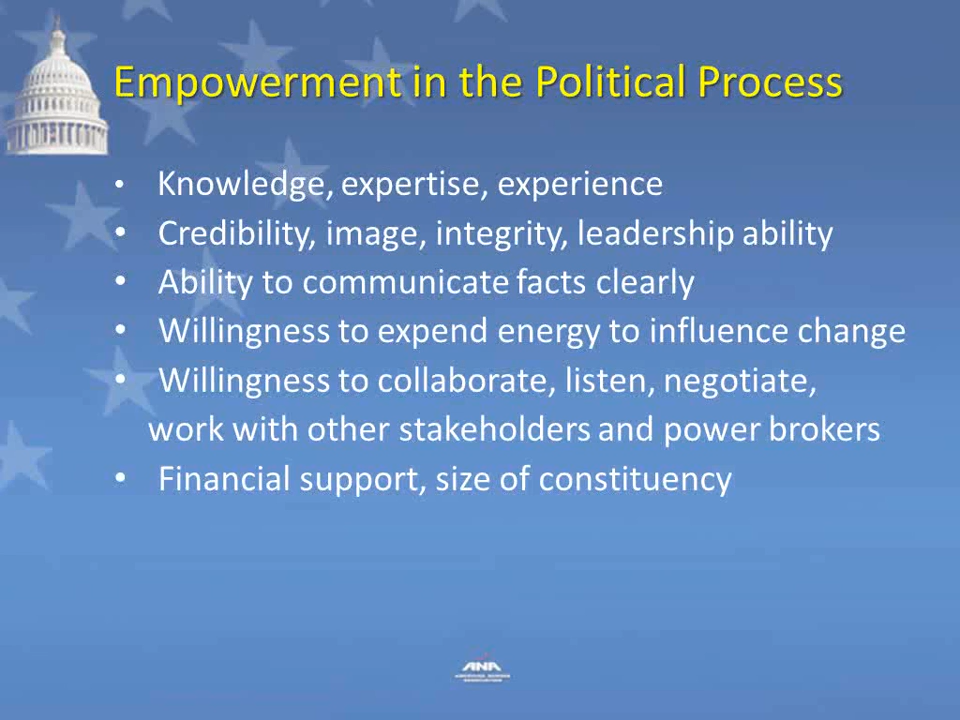 Empowerment in the Political Process
• Knowledge, expertise, experience
• Credibility, image, integrity, leadership ability
• Ability to communicate facts clearly
• Willingness to expend energy to influence change
• Willingness to collaborate, listen, negotiate,
work with other stakeholders and power brokers
• Financial support, size of constituency
ANA